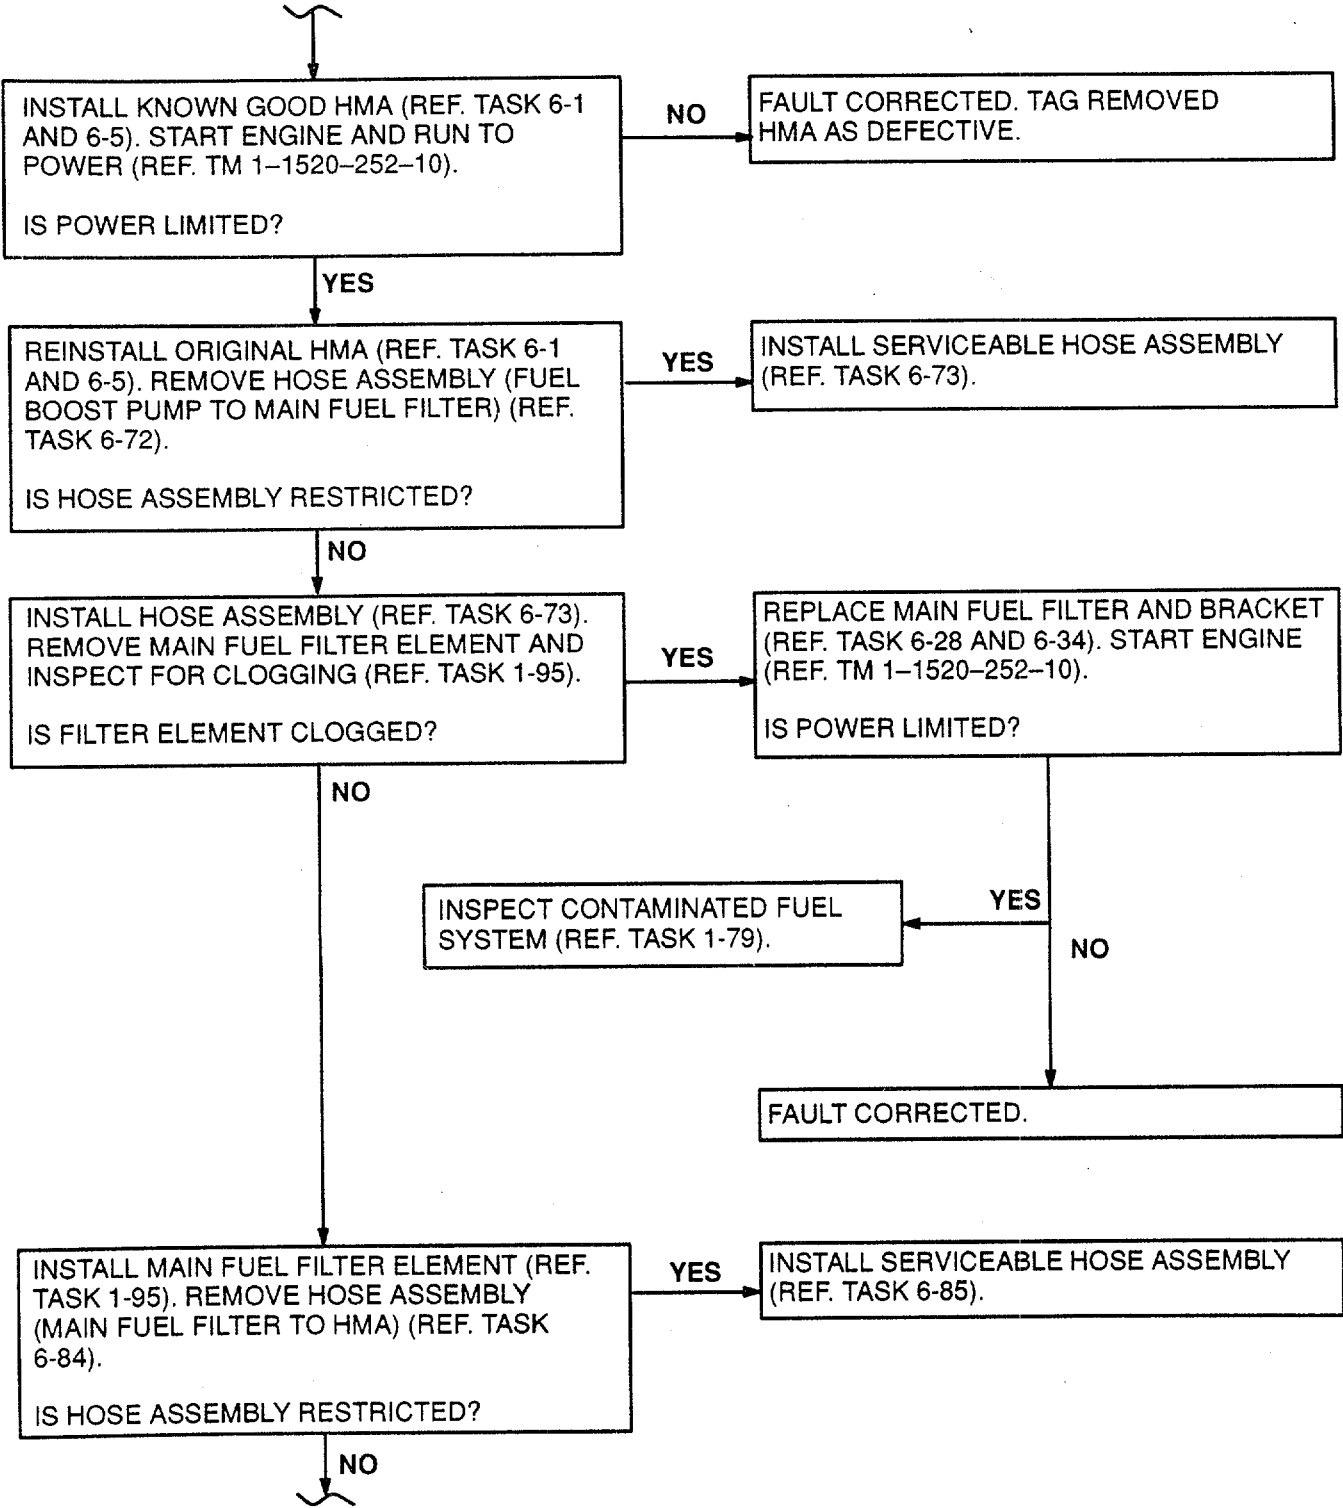 INSTALL KNOWN GOOD HMA (REF. TASK 6-1
AND 6-5). START ENGINE AND RUN TO
POWER (REF. TM 1–1520–252–10).
IS POWER LIMITED?
NO
FAULT CORRECTED. TAG REMOVED
HMA AS DEFECTIVE.
YES
REINSTALL ORIGINAL HMA (REF. TASK 6-1
AND 6-5). REMOVE HOSE ASSEMBLY (FUEL
BOOST PUMP TO MAIN FUEL FILTER) (REF.
TASK 6-72).
IS HOSE ASSEMBLY RESTRICTED?
YES
INSTALL SERVICEABLE HOSE ASSEMBLY
(REF. TASK 6-73).
NO
INSTALL HOSE ASSEMBLY (REF. TASK 6-73).
REMOVE MAIN FUEL FILTER ELEMENT AND
INSPECT FOR CLOGGING (REF. TASK 1-95).
IS FILTER ELEMENT CLOGGED?
YES
REPLACE MAIN FUEL FILTER AND BRACKET
(REF. TASK 6-28 AND 6-34). START ENGINE
(REF. TM 1–1520–252–10).
IS POWER LIMITED?
NO
YES
INSPECT CONTAMINATED FUEL
SYSTEM (REF. TASK 1-79).
NO
FAULT CORRECTED.
INSTALL MAIN FUEL FILTER ELEMENT (REF.
TASK 1-95). REMOVE HOSE ASSEMBLY
(MAIN FUEL FILTER TO HMA) (REF. TASK
6-84).
IS HOSE ASSEMBLY RESTRICTED?
YES
INSTALL SERVICEABLE HOSE ASSEMBLY
(REF. TASK 6-85).
NO